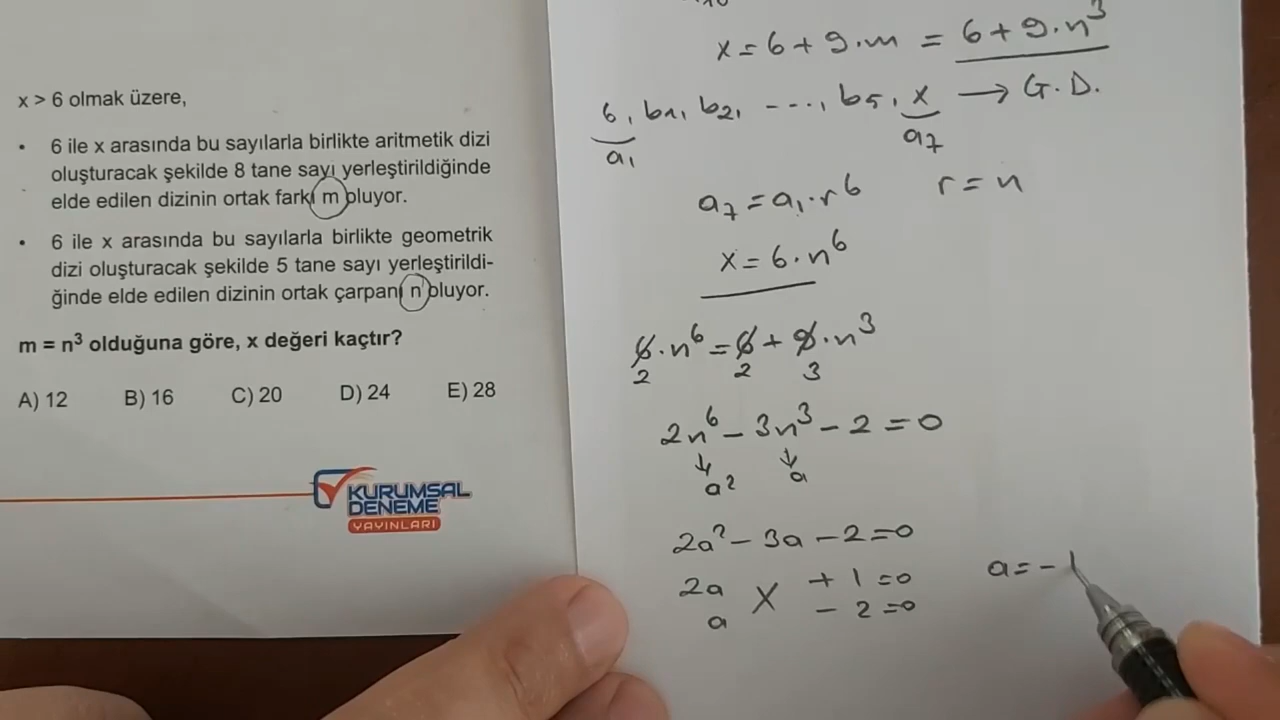 x > 6 olmak üzere,
• 6 ile x arasında bu sayılarla birlikte aritmetik dizi
oluşturacak şekilde 8 tane sayı yerleştirildiğinde
elde edilen dizinin ortak farkı m oluyor.
• 6 ile x arasında bu sayılarla birlikte geometrik
dizi oluşturacak şekilde 5 tane sayı yerleştirildi-
ğinde elde edilen dizinin ortak çarpanı n oluyor.
m = n³ olduğuna göre, x değeri kaçtır?
A) 12 B) 16 C) 20 D) 24 E) 28
KURUMSAL
DENEME
YAYINLARI
x = 6 + 9.m = 6 + 9.n³
6, b₁, b₂, ...., b₅, x → G.D.
a₁ a₇
a₇ = a₁.r⁶ r = n
x = 6.n⁶
6.n⁶ = 6 + 9.n³
2 2 3
2n⁶ - 3n³ - 2 = 0
↓ ↓
a² a
2a² - 3a - 2 = 0
2a + 1 = 0 a = - 1
a X - 2 = 0